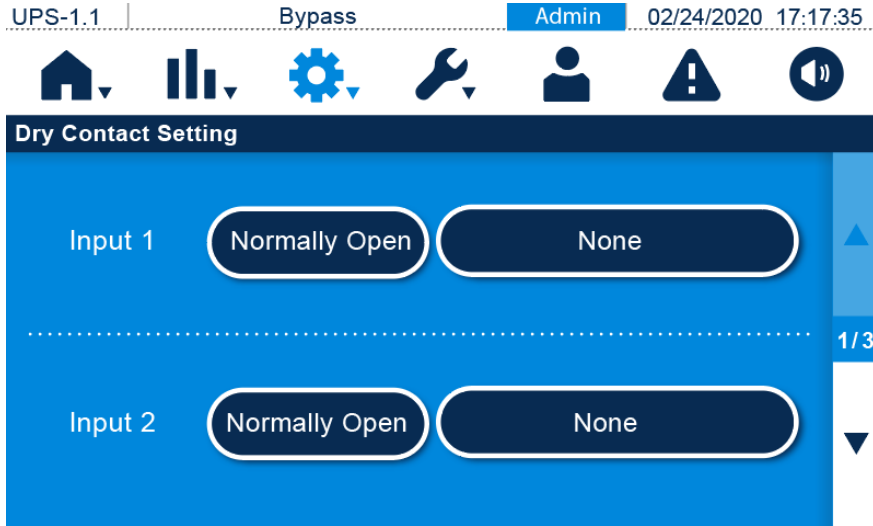 UPS-1.1 Bypass Admin 02/24/2020 17:17:35
Dry Contact Setting
Input 1 Normally Open None
1/3
Input 2 Normally Open None